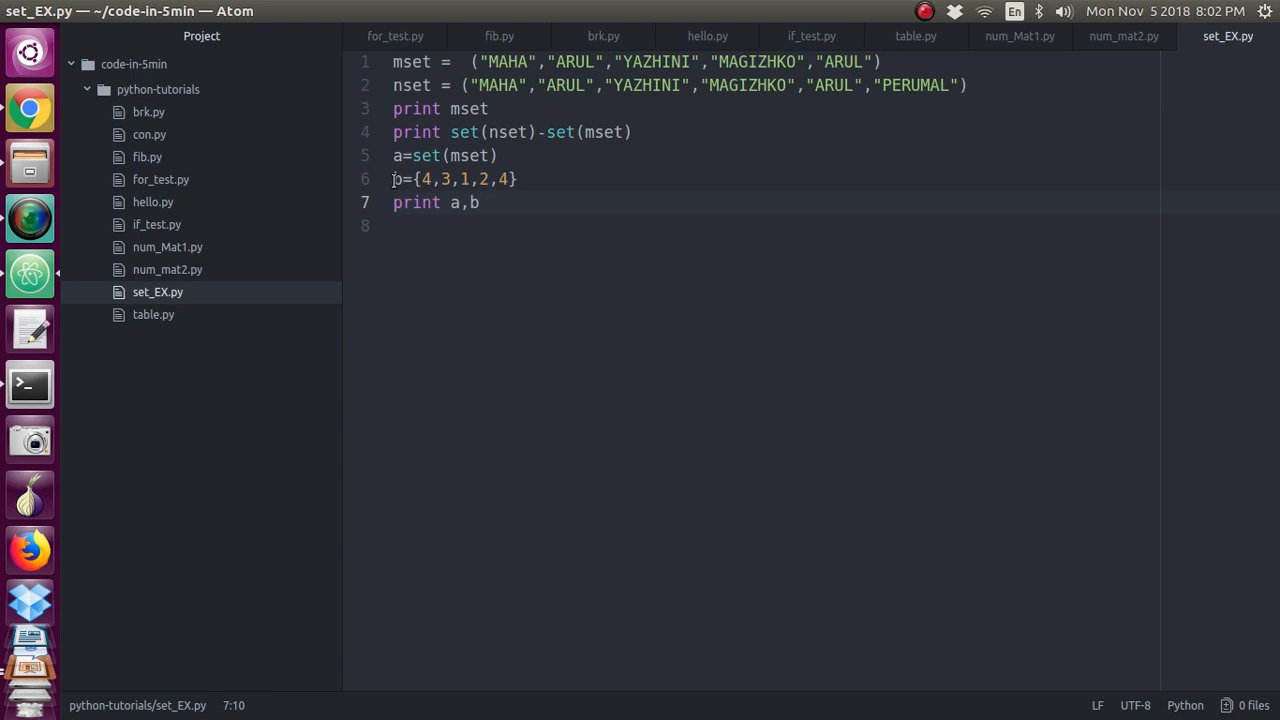 set_EX.py — ~/code-in-5min — Atom
En
Mon Nov 5 2018 8:02 PM
Project
for_test.py
fib.py
brk.py
hello.py
if_test.py
table.py
num_Mat1.py
num_mat2.py
set_EX.py
code-in-5min
python-tutorials
brk.py
con.py
fib.py
for_test.py
hello.py
if_test.py
num_Mat1.py
num_mat2.py
set_EX.py
table.py
1 mset =  ("MAHA","ARUL","YAZHINI","MAGIZHKO","ARUL")
2 nset = ("MAHA","ARUL","YAZHINI","MAGIZHKO","ARUL","PERUMAL")
3 print mset
4 print set(nset)-set(mset)
5 a=set(mset)
6 b={4,3,1,2,4}
7 print a,b
8
python-tutorials/set_EX.py 7:10
LF UTF-8 Python 0 files